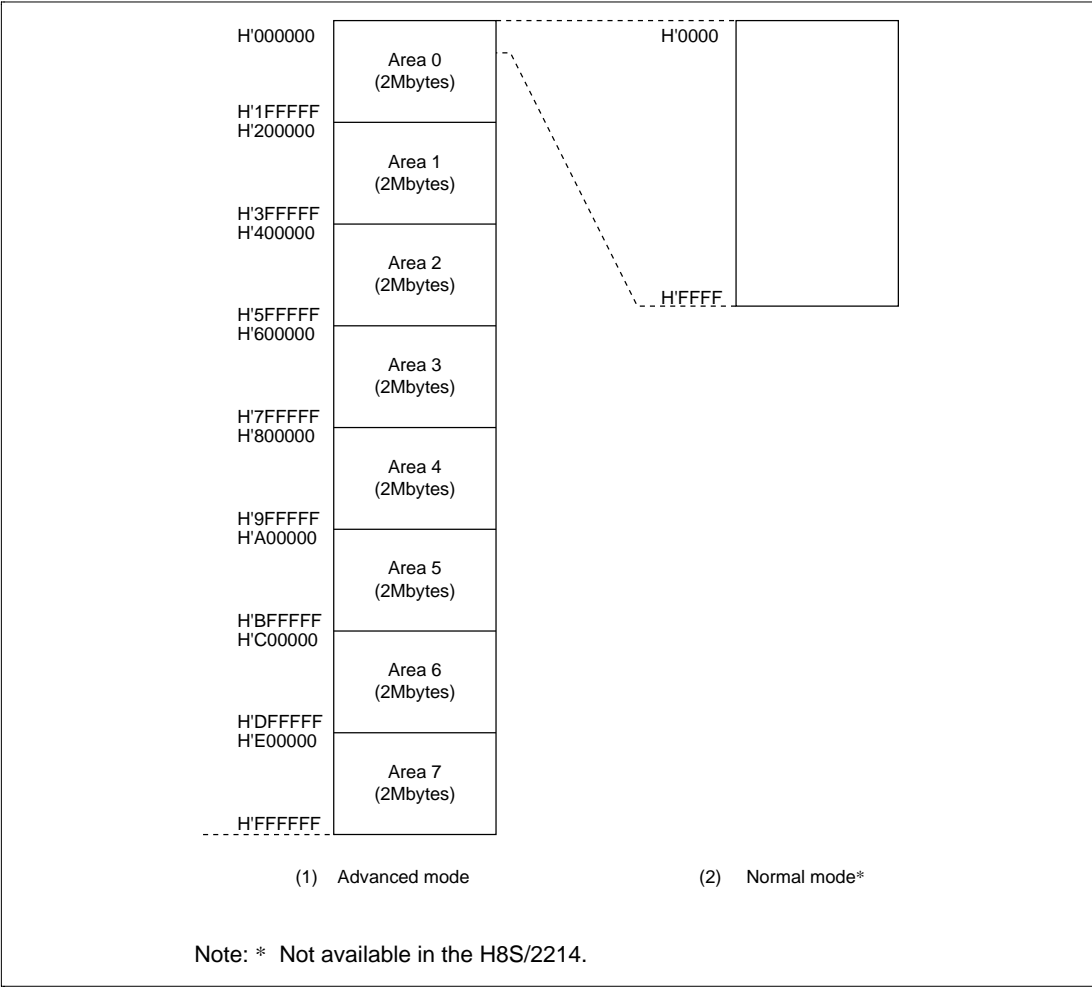 H'000000
Area 0
(2Mbytes)
H'1FFFFF
H'200000
Area 1
(2Mbytes)
H'3FFFFF
H'400000
Area 2
(2Mbytes)
H'5FFFFF
H'600000
Area 3
(2Mbytes)
H'7FFFFF
H'800000
Area 4
(2Mbytes)
H'9FFFFF
H'A00000
Area 5
(2Mbytes)
H'BFFFFF
H'C00000
Area 6
(2Mbytes)
H'DFFFFF
H'E00000
Area 7
(2Mbytes)
H'FFFFFF
(1) Advanced mode
H'0000
H'FFFF
(2) Normal mode*
Note: * Not available in the H8S/2214.